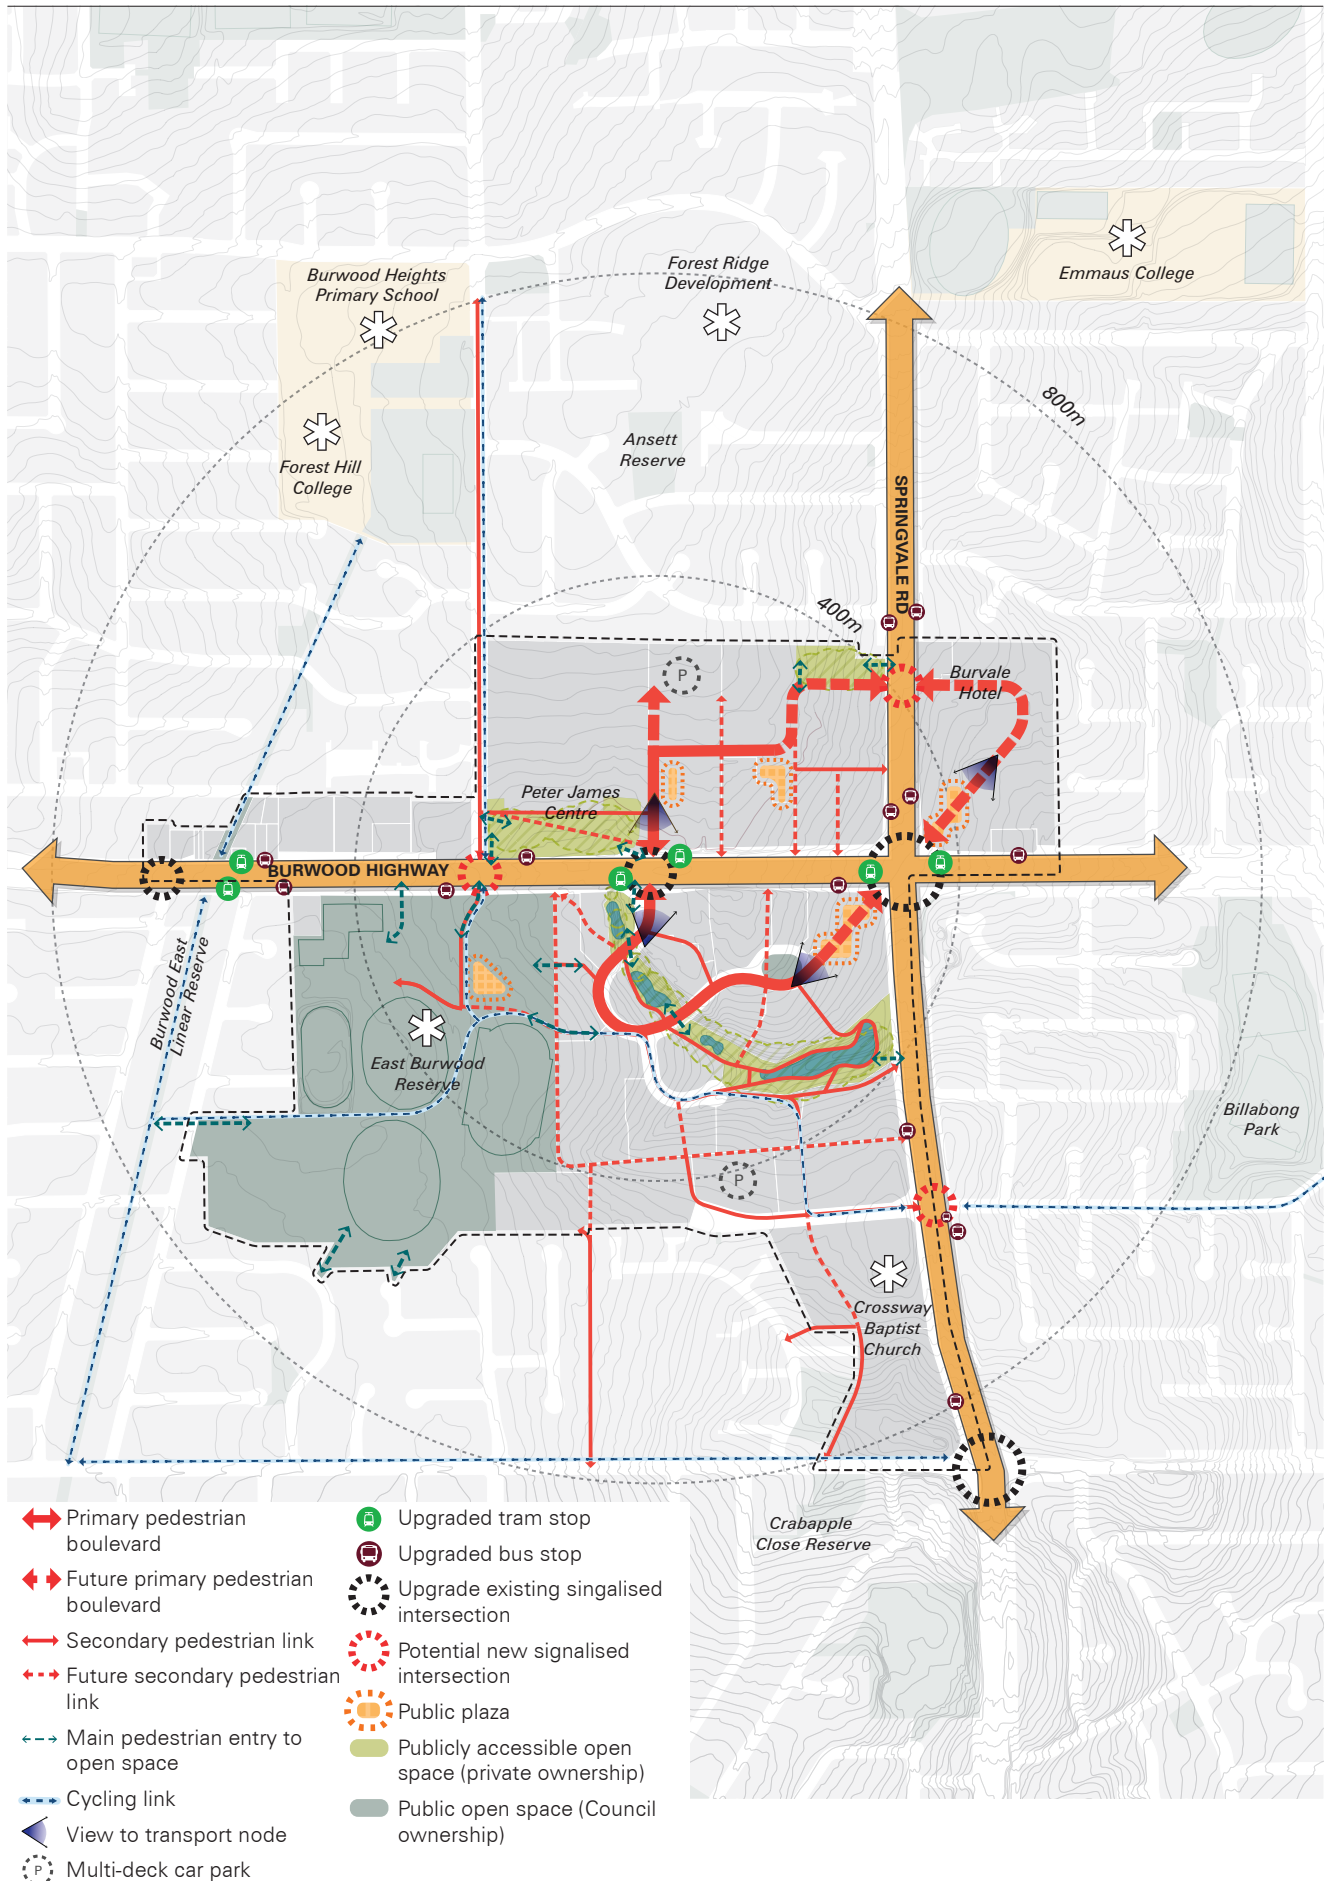 Burwood Heights
Primary School
Forest Ridge
Development
Emmaus College
800m
Forest Hill
College
Ansett
Reserve
SPRINGVALE RD
400m
P
Burvale
Hotel
Peter James
Centre
BURWOOD HIGHWAY
Burwood East
Linear Reserve
East Burwood
Reserve
Billabong
Park
P
Crossway
Baptist
Church
Crabapple
Close Reserve
Primary pedestrian
boulevard
Future primary pedestrian
boulevard
Secondary pedestrian link
Future secondary pedestrian
link
Main pedestrian entry to
open space
Cycling link
View to transport node
P
Multi-deck car park
Upgraded tram stop
Upgraded bus stop
Upgrade existing singalised
intersection
Potential new signalised
intersection
Public plaza
Publicly accessible open
space (private ownership)
Public open space (Council
ownership)